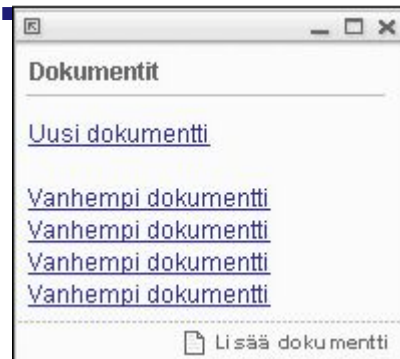 Dokumentit
Uusi dokumentti
Vanhempi dokumentti
Vanhempi dokumentti
Vanhempi dokumentti
Vanhempi dokumentti
Lisää dokumentti